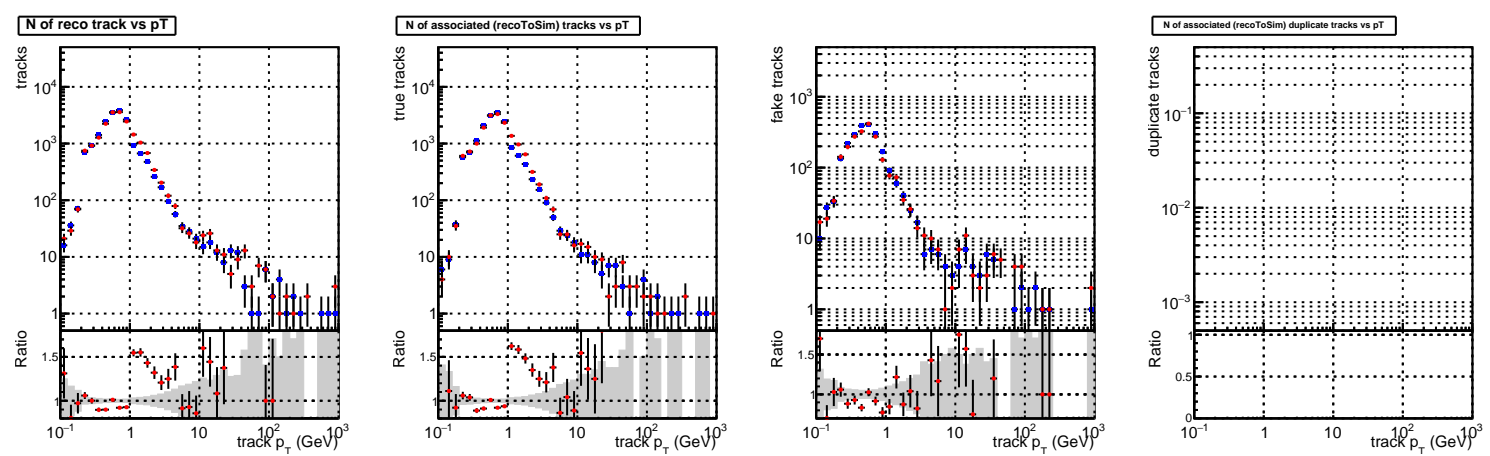 N of reco track vs pT
tracks
10⁴
10³
10²
10
1
Ratio
1.5
1
10⁻¹ 1 10 10² 10³
track p_T (GeV)
N of associated (recoToSim) tracks vs pT
true tracks
10⁴
10³
10²
10
1
Ratio
1.5
1
10⁻¹ 1 10 10² 10³
track p_T (GeV)
fake tracks
10³
10²
10
1
Ratio
1.5
1
10⁻¹ 1 10 10² 10³
track p_T (GeV)
N of associated (recoToSim) duplicate tracks vs pT
duplicate tracks
10⁻¹
10⁻²
10⁻³
Ratio
1
0.5
0
10⁻¹ 1 10 10² 10³
track p_T (GeV)